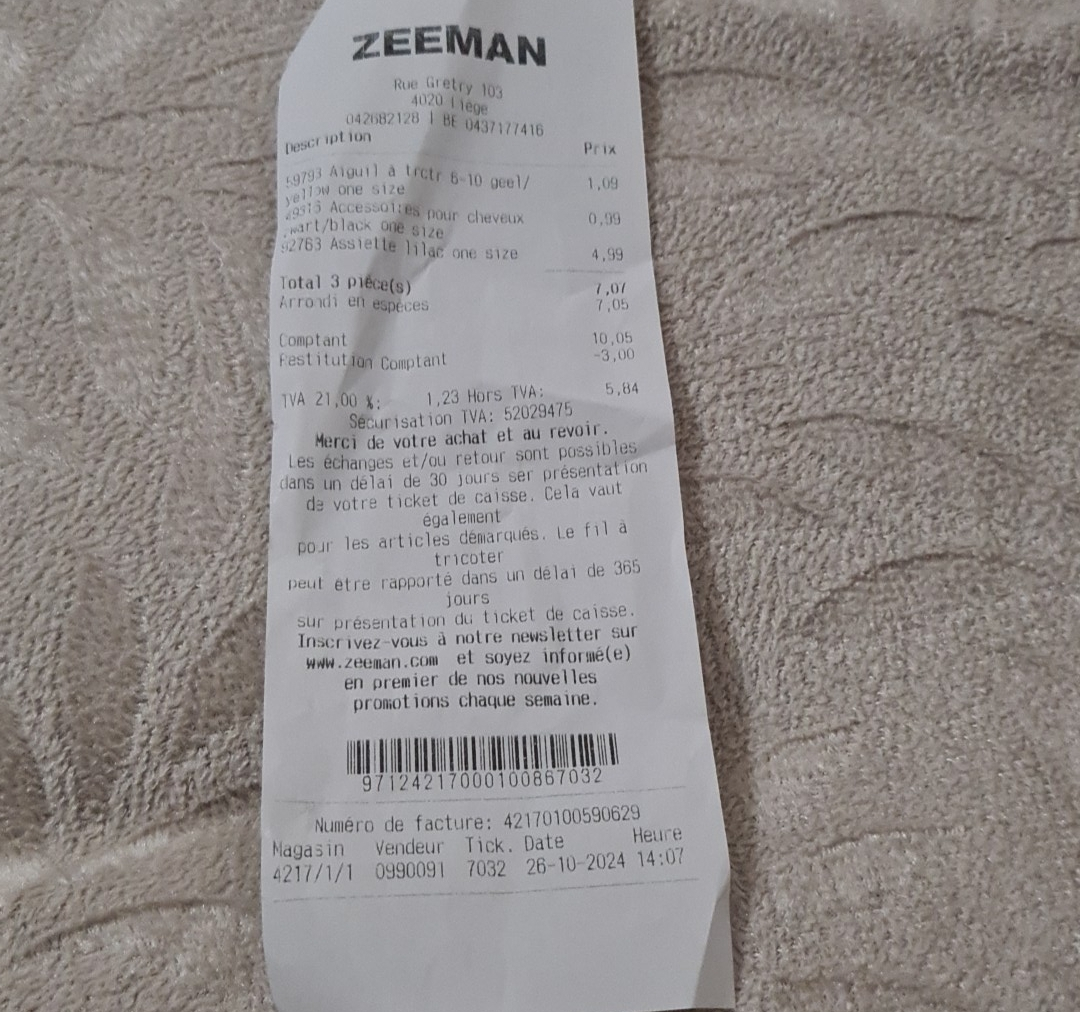 ZEEMAN
Rue Gretry 103
4020 Liège
042682128 | BE 0437177416
Description Prix
59793 Aiguil à trctr 6-10 geel/ 1,09
yellow one size
29315 Accessoires pour cheveux 0,99
zwart/black one size
92763 Assiette lilac one size 4,99
Total 3 pièce(s) 7,07
Arrondi en espèces 7,05
Comptant 10,05
Restitution Comptant -3,00
TVA 21,00 %: 1,23 Hors TVA: 5,84
Sécurisation TVA: 52029475
Merci de votre achat et au revoir.
Les échanges et/ou retour sont possibles
dans un délai de 30 jours ser présentation
de votre ticket de caisse. Cela vaut
également
pour les articles démarqués. Le fil à
tricoter
peut être rapporté dans un délai de 365
jours
sur présentation du ticket de caisse.
Inscrivez-vous à notre newsletter sur
www.zeeman.com et soyez informé(e)
en premier de nos nouvelles
promotions chaque semaine.
971242170000100867032
Numéro de facture: 42170100590629
Magasin Vendeur Tick. Date Heure
4217/1/1 0990091 7032 26-10-2024 14:07